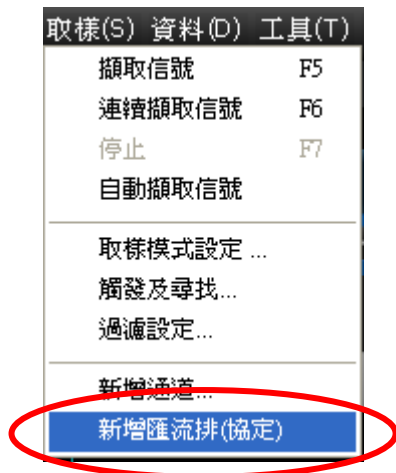 取樣(S) 資料(D) 工具(T)
擷取信號 F5
連續擷取信號 F6
停止 F7
自動擷取信號
取樣模式設定 ...
觸發及尋找...
過濾設定...
新增通道...
新增匯流排(協定)